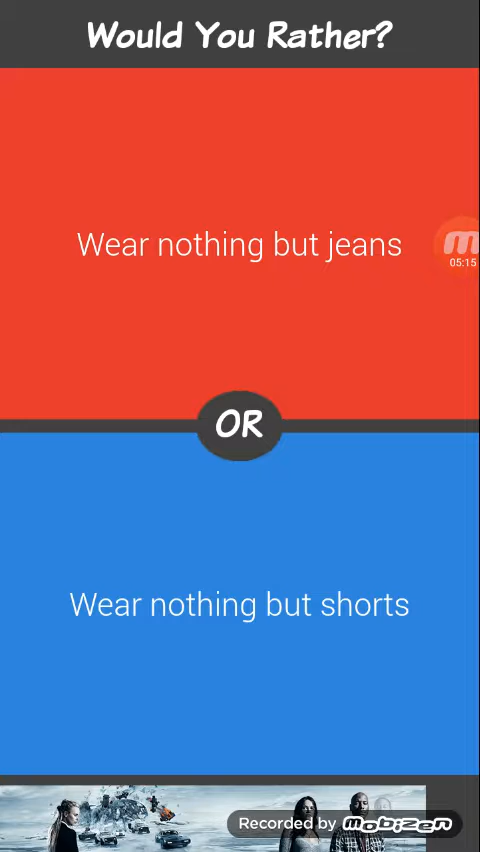 Would You Rather?
Wear nothing but jeans
m
05:15
OR
Wear nothing but shorts
Recorded by mobizen